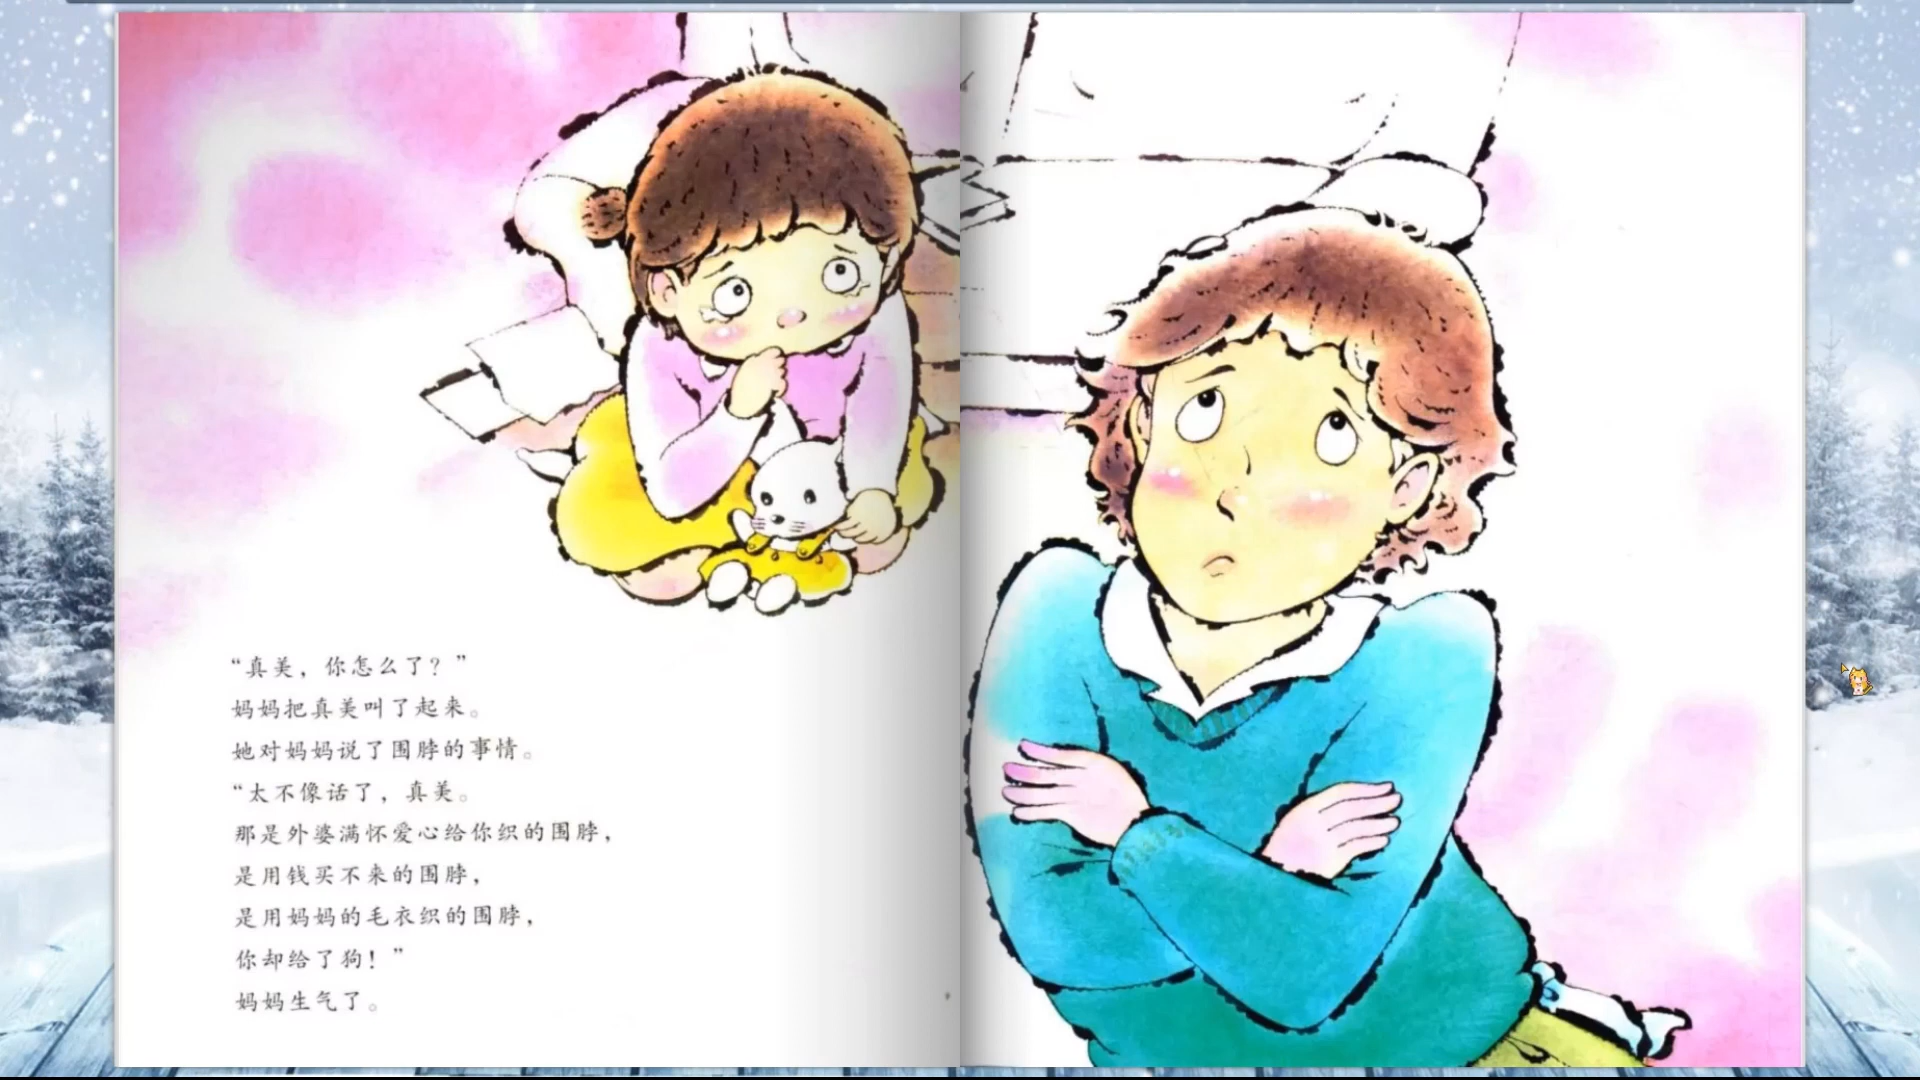 “真美，你怎么了？”
妈妈把真美叫了起来。
她对妈妈说了围脖的事情。
“太不像话了，真美。
那是外婆满怀爱心给你织的围脖，
是用钱买不来的围脖，
是用妈妈的毛衣织的围脖，
你却给了狗！”
妈妈生气了。